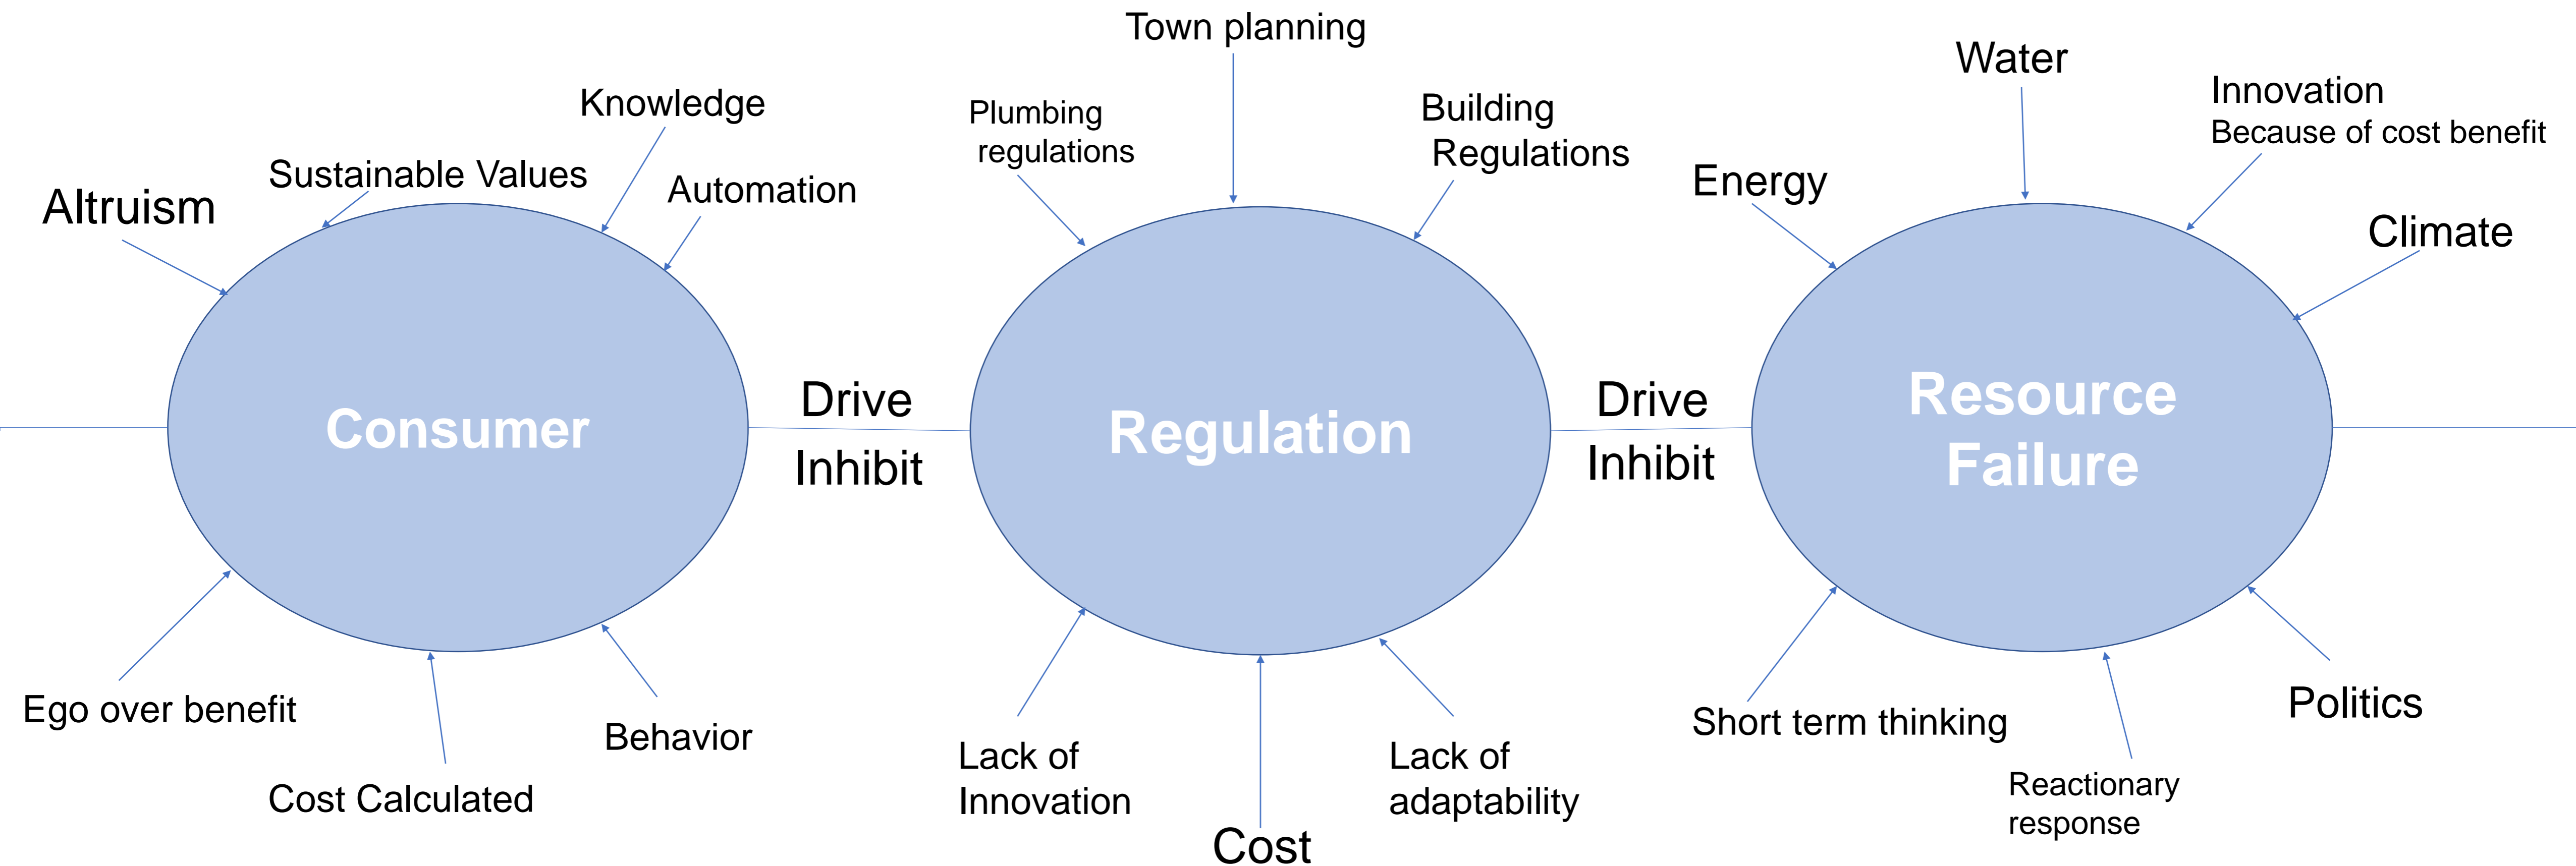 Town planning
Water
Knowledge
Plumbing
regulations
Building
Regulations
Innovation
Because of cost benefit
Sustainable Values
Automation
Altruism
Energy
Climate
Consumer
Drive
Inhibit
Regulation
Drive
Inhibit
Resource
Failure
Ego over benefit
Cost Calculated
Behavior
Lack of
Innovation
Cost
Lack of
adaptability
Short term thinking
Reactionary
response
Politics